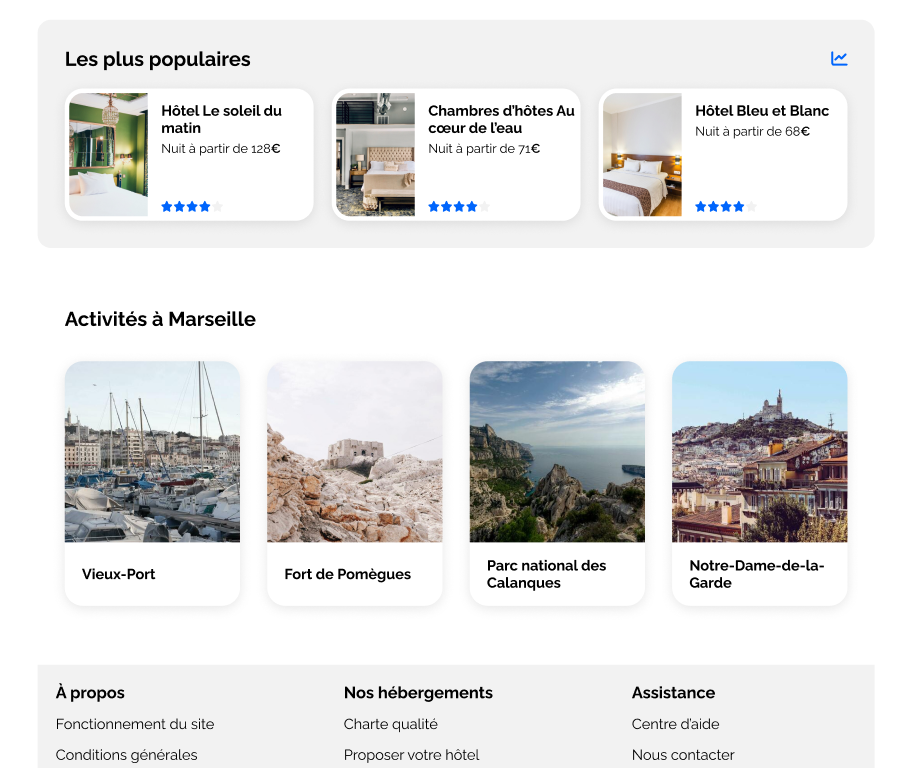 Les plus populaires
Hôtel Le soleil du
matin
Nuit à partir de 128€
Chambres d'hôtes Au
cœur de l'eau
Nuit à partir de 71€
Hôtel Bleu et Blanc
Nuit à partir de 68€
Activités à Marseille
Vieux-Port
Fort de Pomègues
Parc national des
Calanques
Notre-Dame-de-la-
Garde
À propos
Fonctionnement du site
Conditions générales
Nos hébergements
Charte qualité
Proposer votre hôtel
Assistance
Centre d'aide
Nous contacter